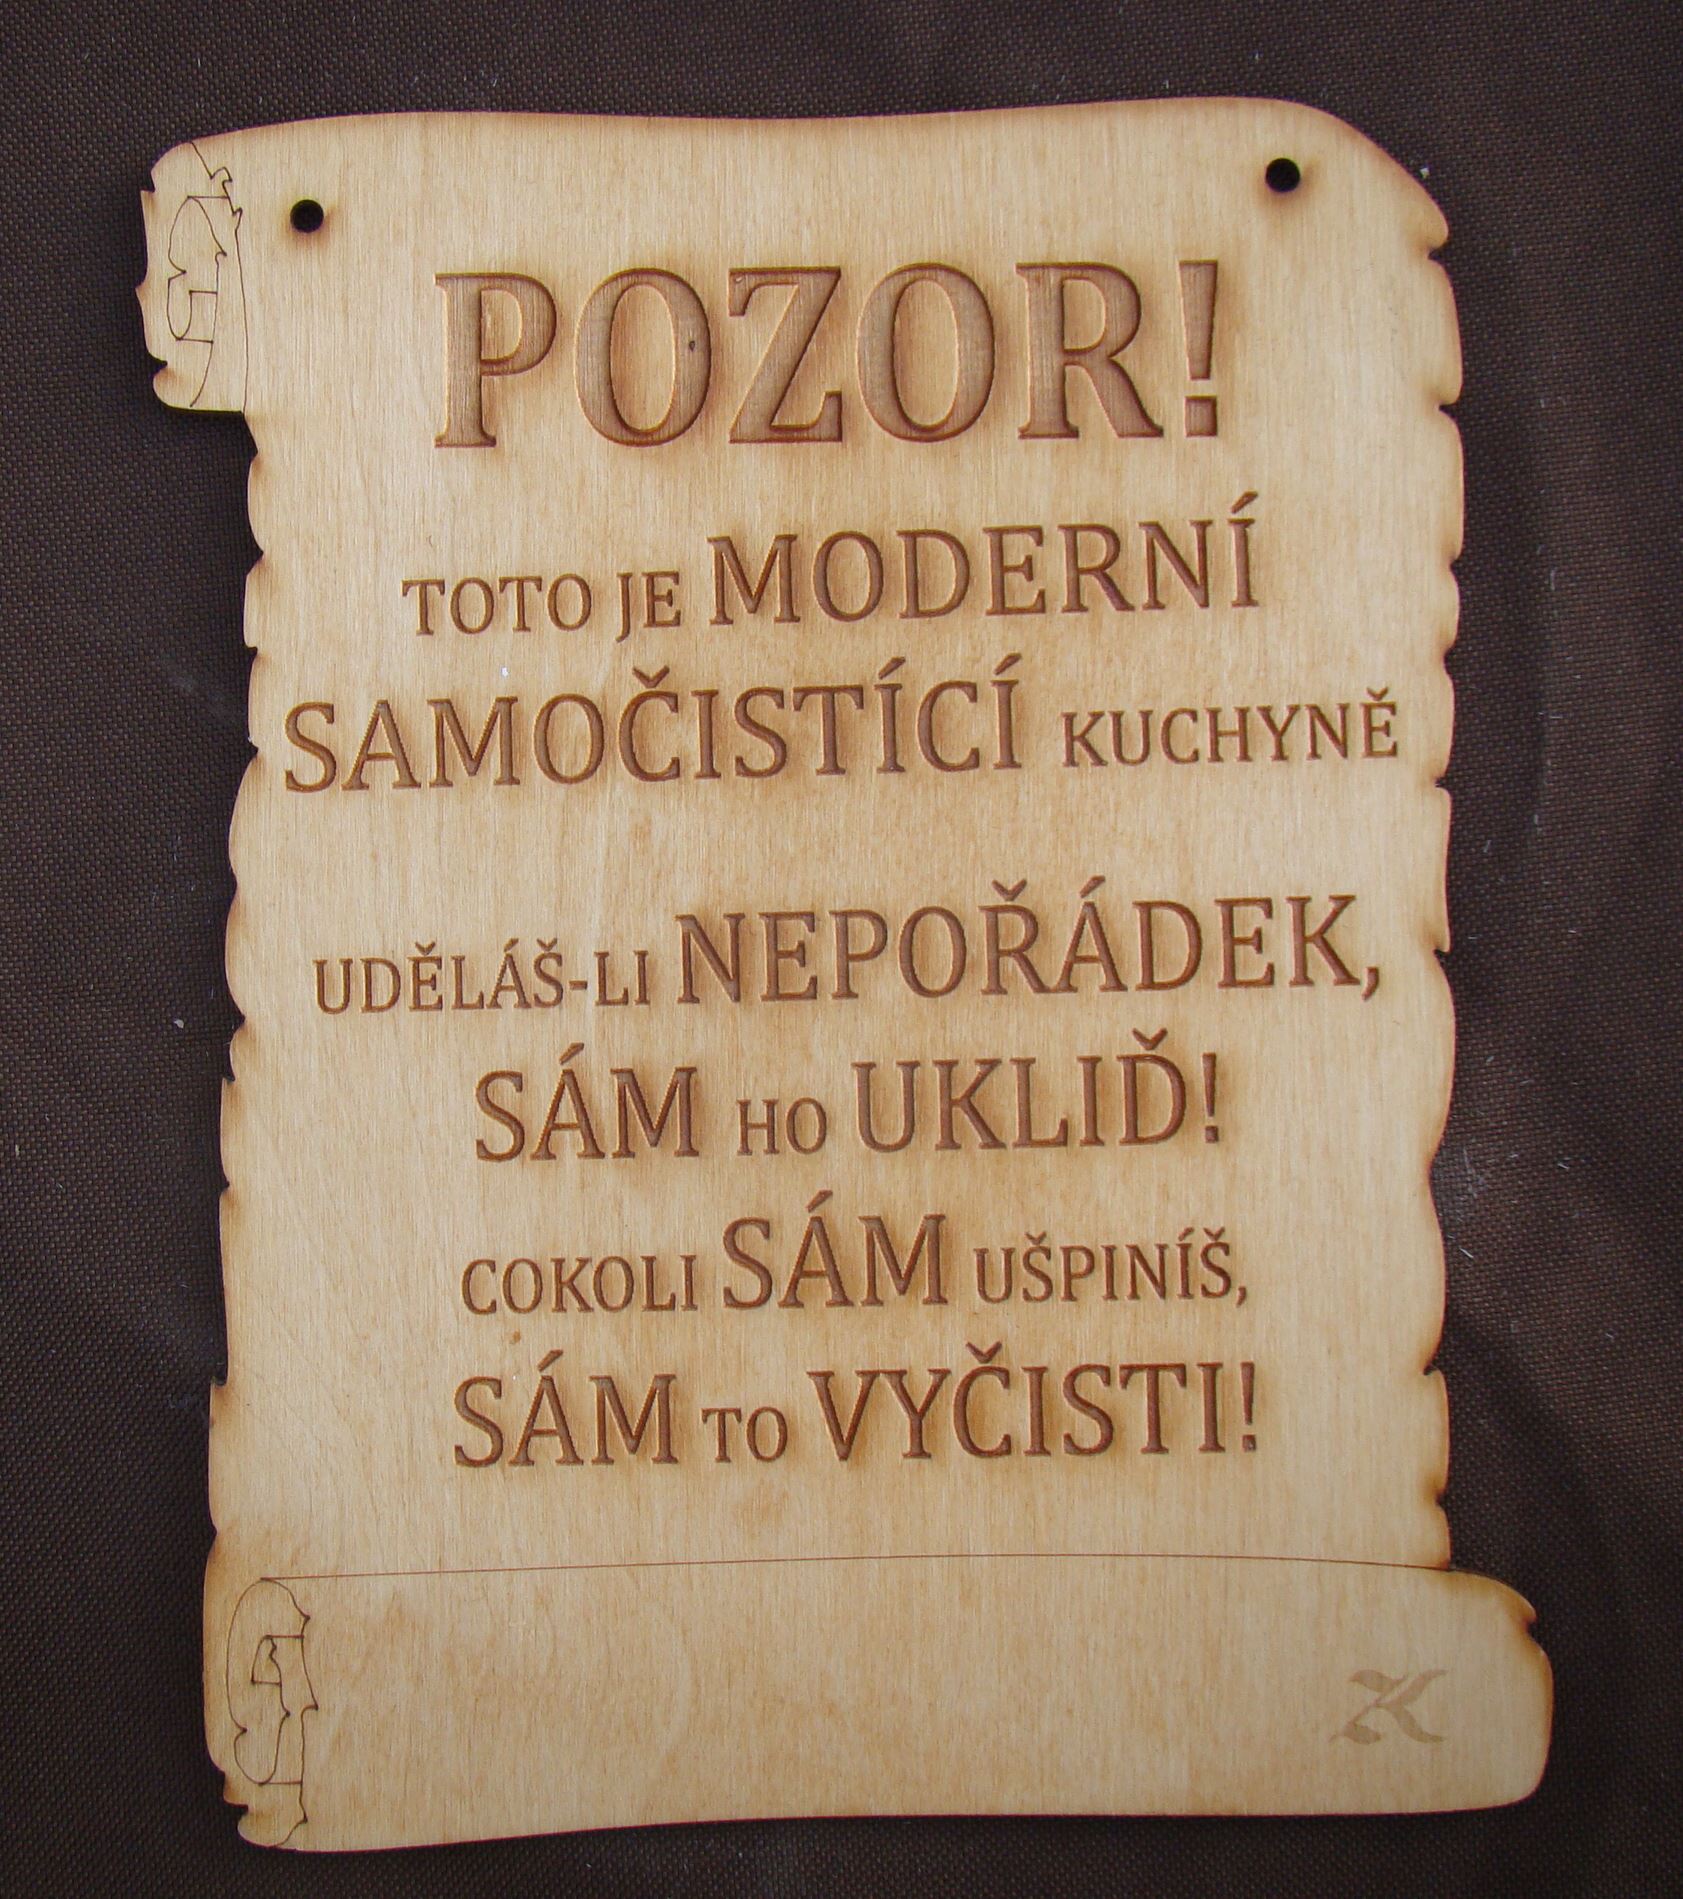 POZOR!
TOTO JE MODERNÍ
SAMOČISTÍCÍ KUCHYNĚ
UDĚLÁŠ-LI NEPOŘÁDEK,
SÁM HO UKLIĎ!
COKOLI SÁM UŠPINÍŠ,
SÁM TO VYČISTI!
K